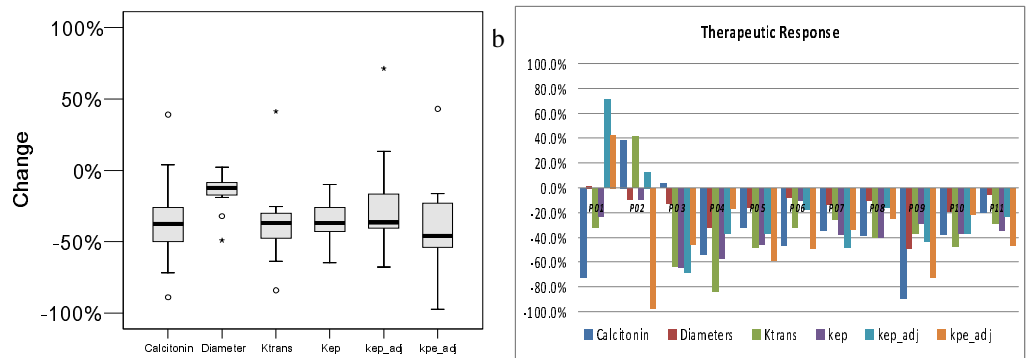 100%
50%
0%
-50%
-100%
Change
Calcitonin Diameter Ktrans Kep kep_adj kpe_adj
b
Therapeutic Response
100.0%
80.0%
60.0%
40.0%
20.0%
0.0%
-20.0%
-40.0%
-60.0%
-80.0%
-100.0%
P01 P02 P03 P04 P05 P06 P07 P08 P09 P10 P11
Calcitonin Diameters Ktrans kep kep_adj kpe_adj